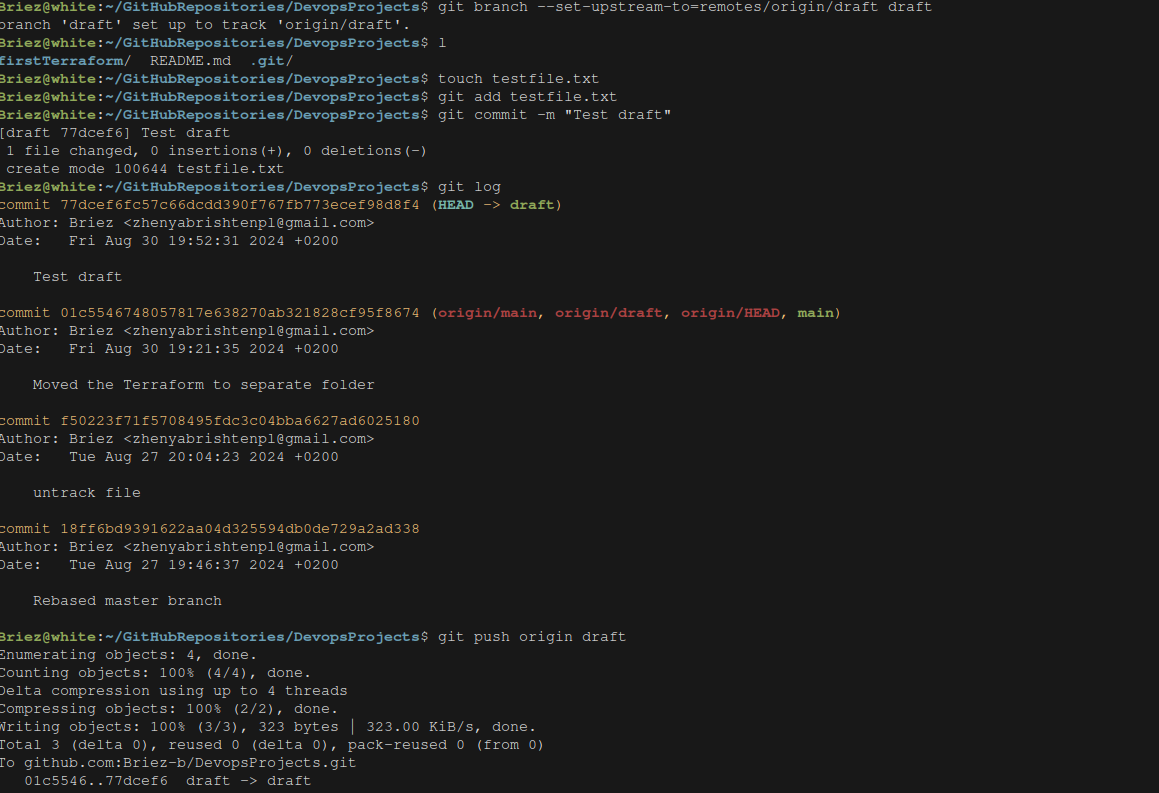 Briez@white:~/GitHubRepositories/DevopsProjects$ git branch --set-upstream-to=remotes/origin/draft draft
branch 'draft' set up to track 'origin/draft'.
Briez@white:~/GitHubRepositories/DevopsProjects$ l
firstTerraform/  README.md  .git/
Briez@white:~/GitHubRepositories/DevopsProjects$ touch testfile.txt
Briez@white:~/GitHubRepositories/DevopsProjects$ git add testfile.txt
Briez@white:~/GitHubRepositories/DevopsProjects$ git commit -m "Test draft"
[draft 77dcef6] Test draft
 1 file changed, 0 insertions(+), 0 deletions(-)
 create mode 100644 testfile.txt
Briez@white:~/GitHubRepositories/DevopsProjects$ git log
commit 77dcef6fc57c66dcdd390f767fb773ecef98d8f4 (HEAD -> draft)
Author: Briez <zhenyabrishtenpl@gmail.com>
Date:   Fri Aug 30 19:52:31 2024 +0200
    Test draft
commit 01c5546748057817e638270ab321828cf95f8674 (origin/main, origin/draft, origin/HEAD, main)
Author: Briez <zhenyabrishtenpl@gmail.com>
Date:   Fri Aug 30 19:21:35 2024 +0200
    Moved the Terraform to separate folder
commit f50223f71f5708495fdc3c04bba6627ad6025180
Author: Briez <zhenyabrishtenpl@gmail.com>
Date:   Tue Aug 27 20:04:23 2024 +0200
    untrack file
commit 18ff6bd9391622aa04d325594db0de729a2ad338
Author: Briez <zhenyabrishtenpl@gmail.com>
Date:   Tue Aug 27 19:46:37 2024 +0200
    Rebased master branch
Briez@white:~/GitHubRepositories/DevopsProjects$ git push origin draft
Enumerating objects: 4, done.
Counting objects: 100% (4/4), done.
Delta compression using up to 4 threads
Compressing objects: 100% (2/2), done.
Writing objects: 100% (3/3), 323 bytes | 323.00 KiB/s, done.
Total 3 (delta 0), reused 0 (delta 0), pack-reused 0 (from 0)
To github.com:Briez-b/DevopsProjects.git
   01c5546..77dcef6  draft -> draft